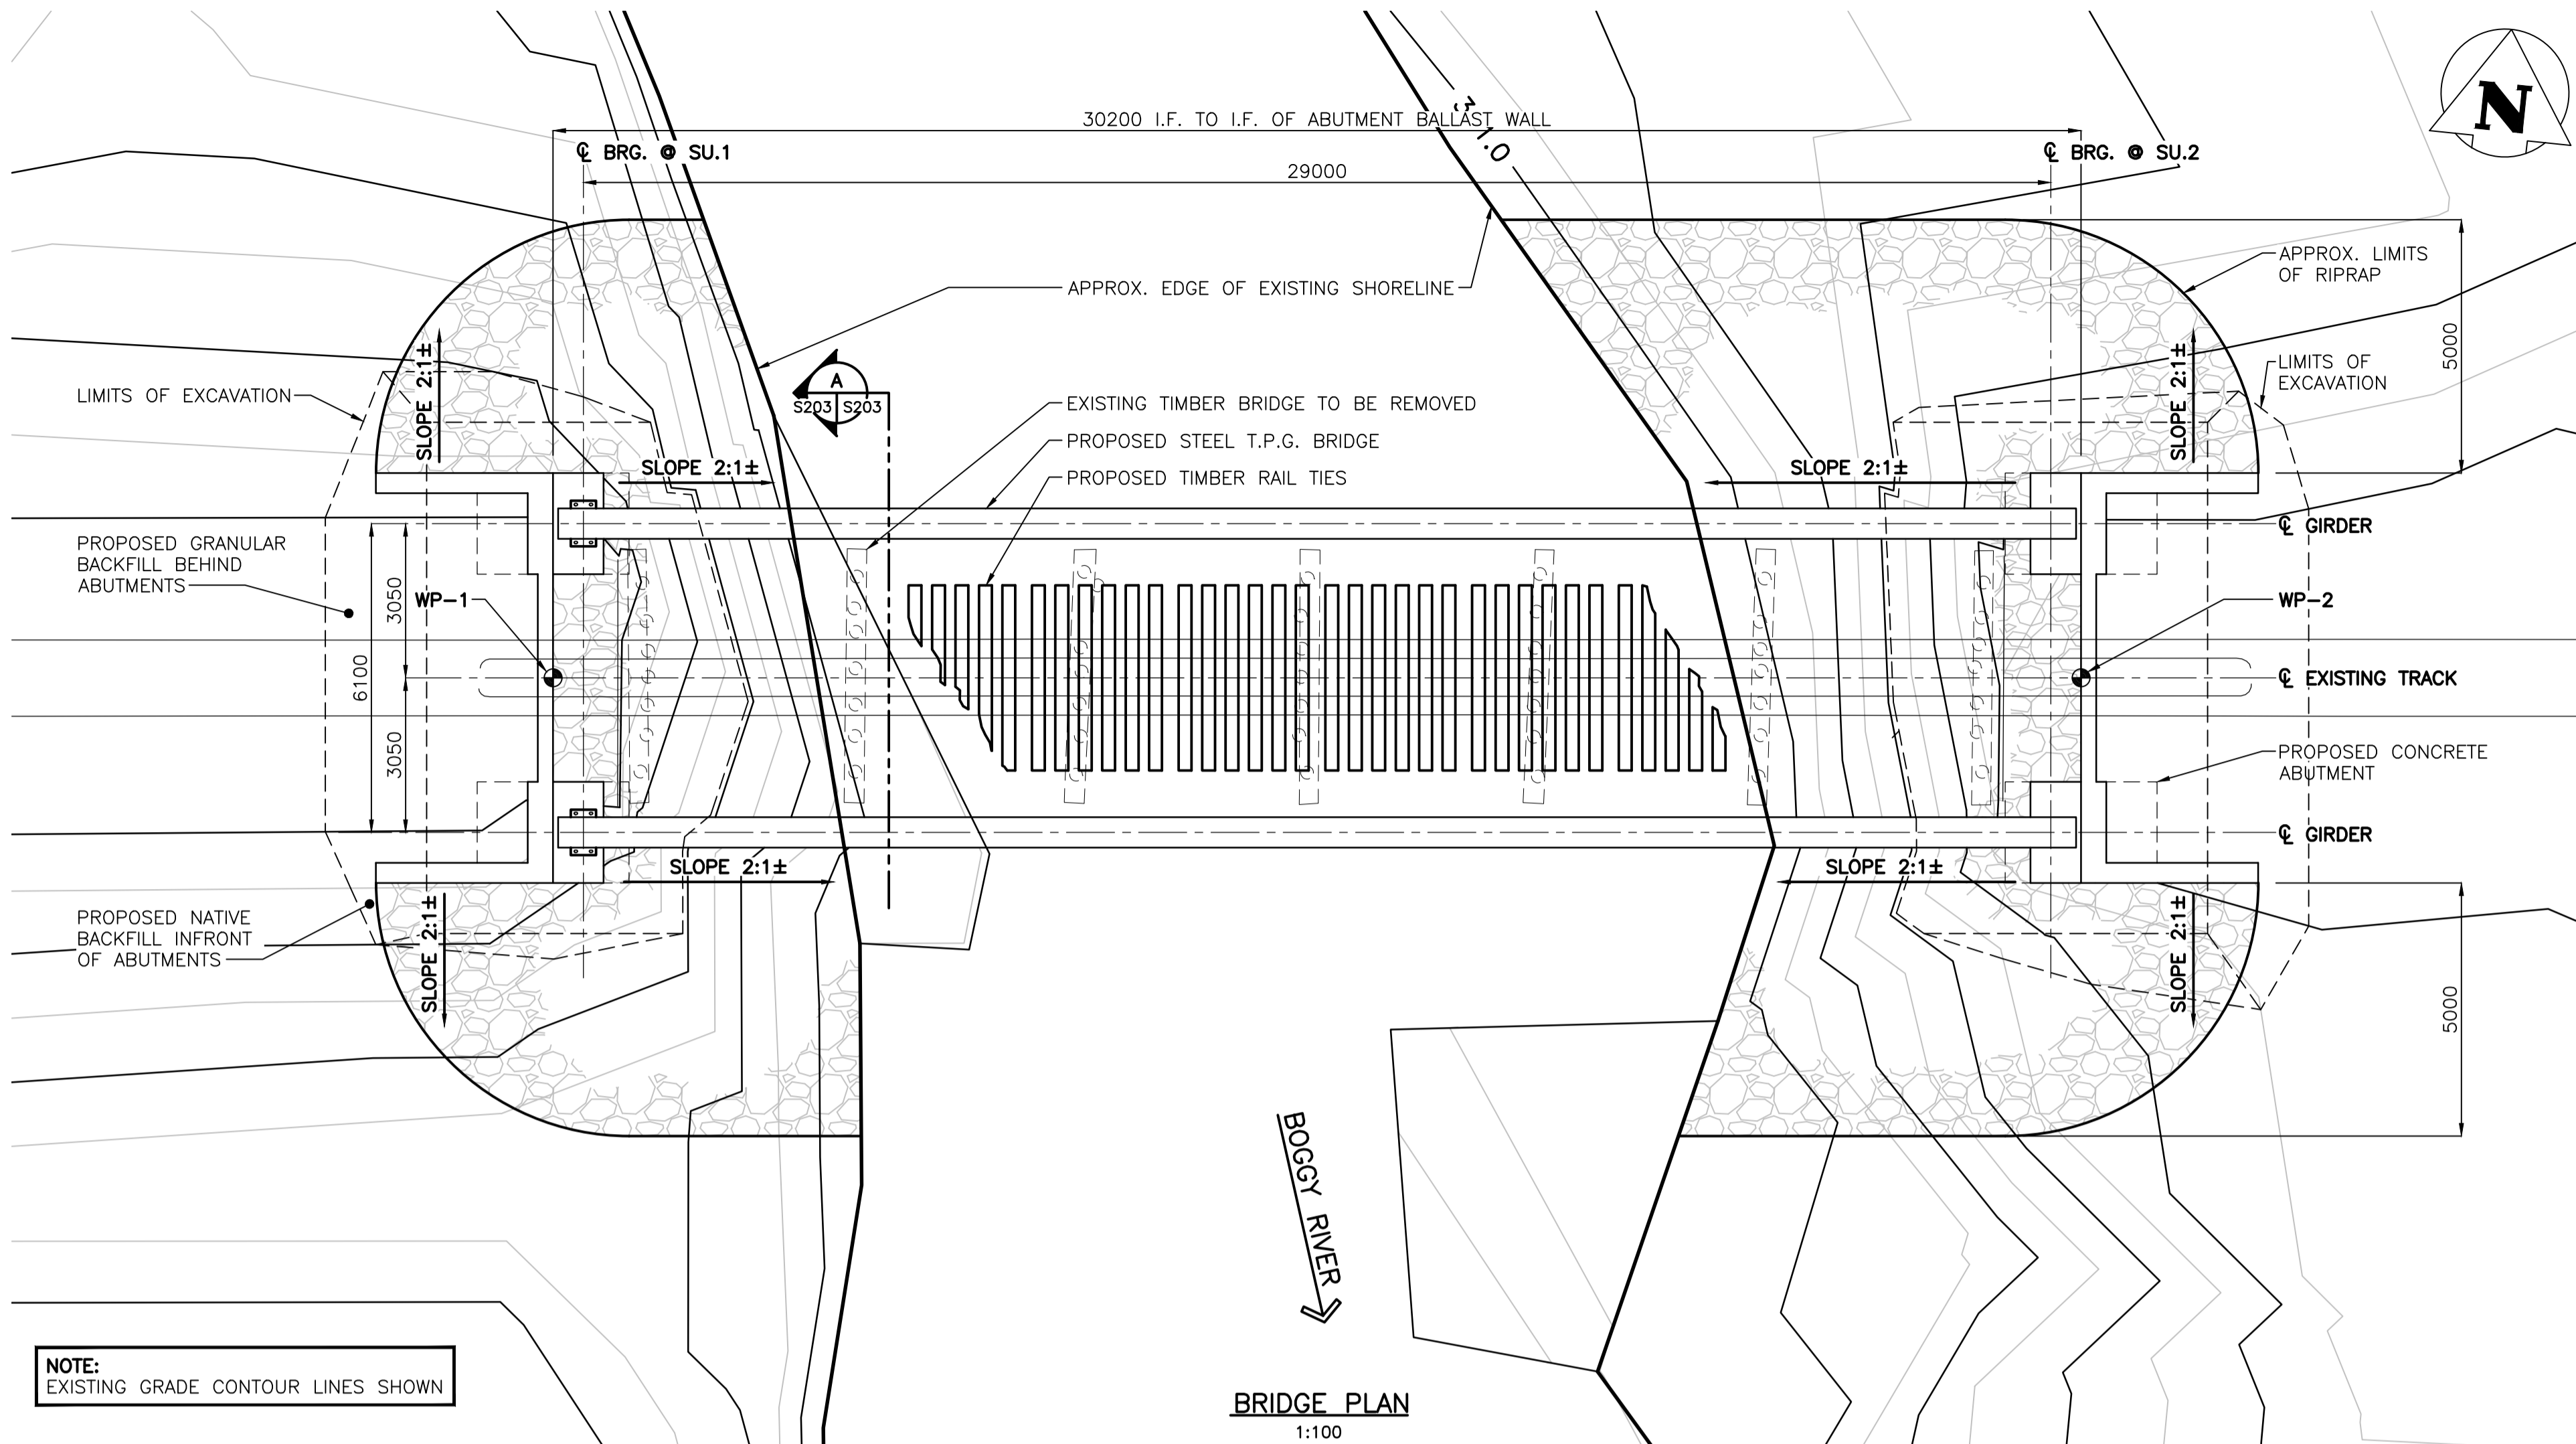 N
30200 I.F. TO I.F. OF ABUTMENT BALLAST WALL
31.0
℄ BRG. @ SU.1
℄ BRG. @ SU.2
29000
APPROX. LIMITS
OF RIPRAP
APPROX. EDGE OF EXISTING SHORELINE
5000
LIMITS OF
EXCAVATION
SLOPE 2:1±
SLOPE 2:1±
LIMITS OF EXCAVATION
A
S203
S203
EXISTING TIMBER BRIDGE TO BE REMOVED
PROPOSED STEEL T.P.G. BRIDGE
PROPOSED TIMBER RAIL TIES
SLOPE 2:1±
SLOPE 2:1±
℄ GIRDER
PROPOSED GRANULAR
BACKFILL BEHIND
ABUTMENTS
3050
WP-1
WP-2
6100
℄ EXISTING TRACK
3050
PROPOSED CONCRETE
ABUTMENT
℄ GIRDER
SLOPE 2:1±
SLOPE 2:1±
PROPOSED NATIVE
BACKFILL INFRONT
OF ABUTMENTS
SLOPE 2:1±
SLOPE 2:1±
5000
BOGGY RIVER
NOTE:
EXISTING GRADE CONTOUR LINES SHOWN
BRIDGE PLAN
1:100